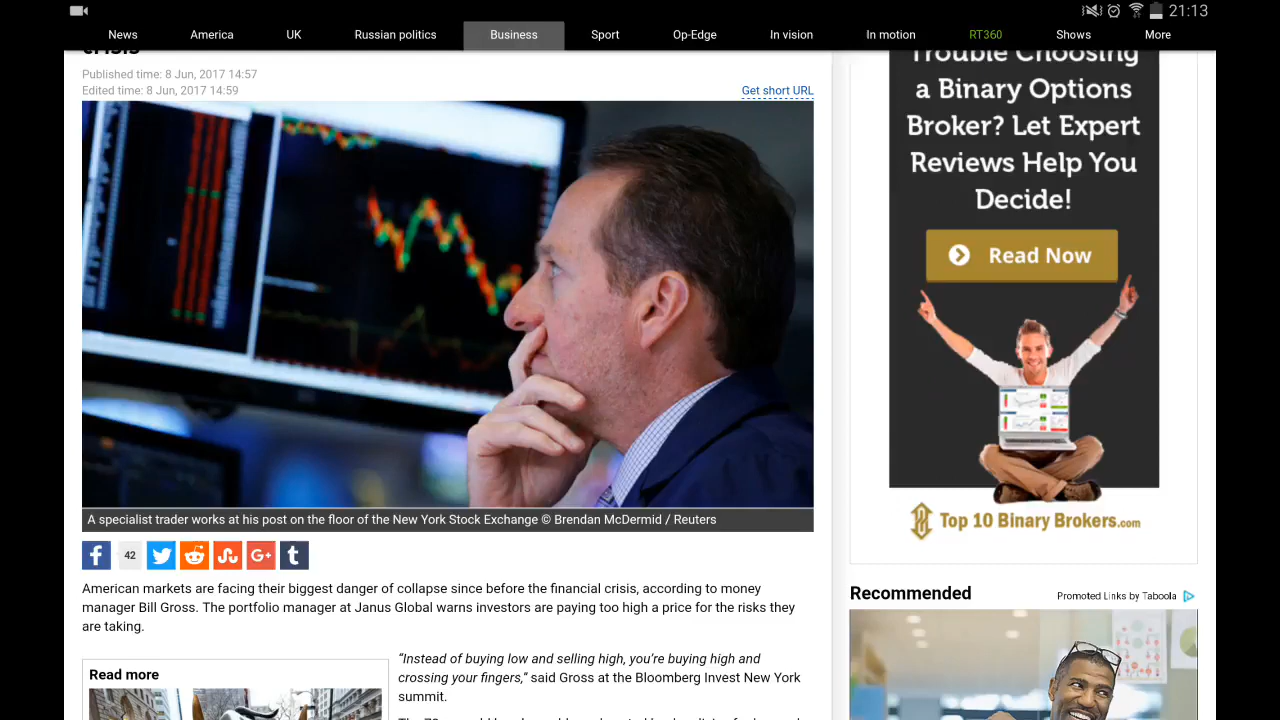 21:13
News America UK Russian politics Business Sport Op-Edge In vision In motion RT360 Shows More
crisis
Published time: 8 Jun, 2017 14:57
Edited time: 8 Jun, 2017 14:59
Get short URL
A specialist trader works at his post on the floor of the New York Stock Exchange © Brendan McDermid / Reuters
f 42 G+ t
American markets are facing their biggest danger of collapse since before the financial crisis, according to money
manager Bill Gross. The portfolio manager at Janus Global warns investors are paying too high a price for the risks they
are taking.
Read more
“Instead of buying low and selling high, you’re buying high and
crossing your fingers,” said Gross at the Bloomberg Invest New York
summit.
Trouble Choosing
a Binary Options
Broker? Let Expert
Reviews Help You
Decide!
Read Now
Top 10 Binary Brokers.com
Recommended
Promoted Links by Taboola